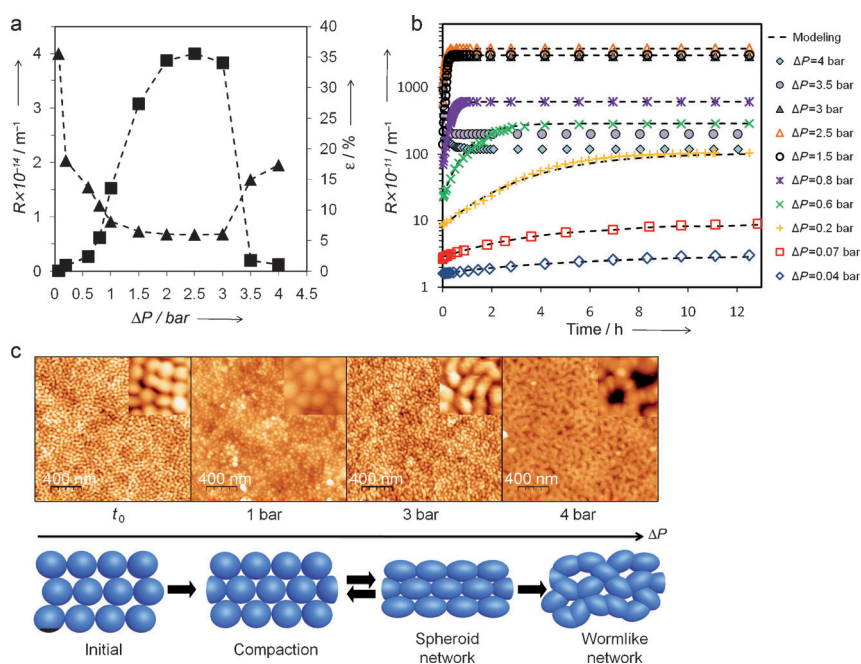 a
R×10⁻¹⁴ / m⁻¹
4
3
2
1
0
40
35
30
25
20
15
10
5
0
ε / %
0 0.5 1 1.5 2 2.5 3 3.5 4 4.5
ΔP / bar
b
R×10⁻¹¹ / m⁻¹
1000
100
10
1
0 2 4 6 8 10 12
Time / h
Modeling
ΔP=4 bar
ΔP=3.5 bar
ΔP=3 bar
ΔP=2.5 bar
ΔP=1.5 bar
ΔP=0.8 bar
ΔP=0.6 bar
ΔP=0.2 bar
ΔP=0.07 bar
ΔP=0.04 bar
c
400 nm 400 nm 400 nm 400 nm
t₀ 1 bar 3 bar 4 bar
ΔP
Initial Compaction Spheroid network Wormlike network